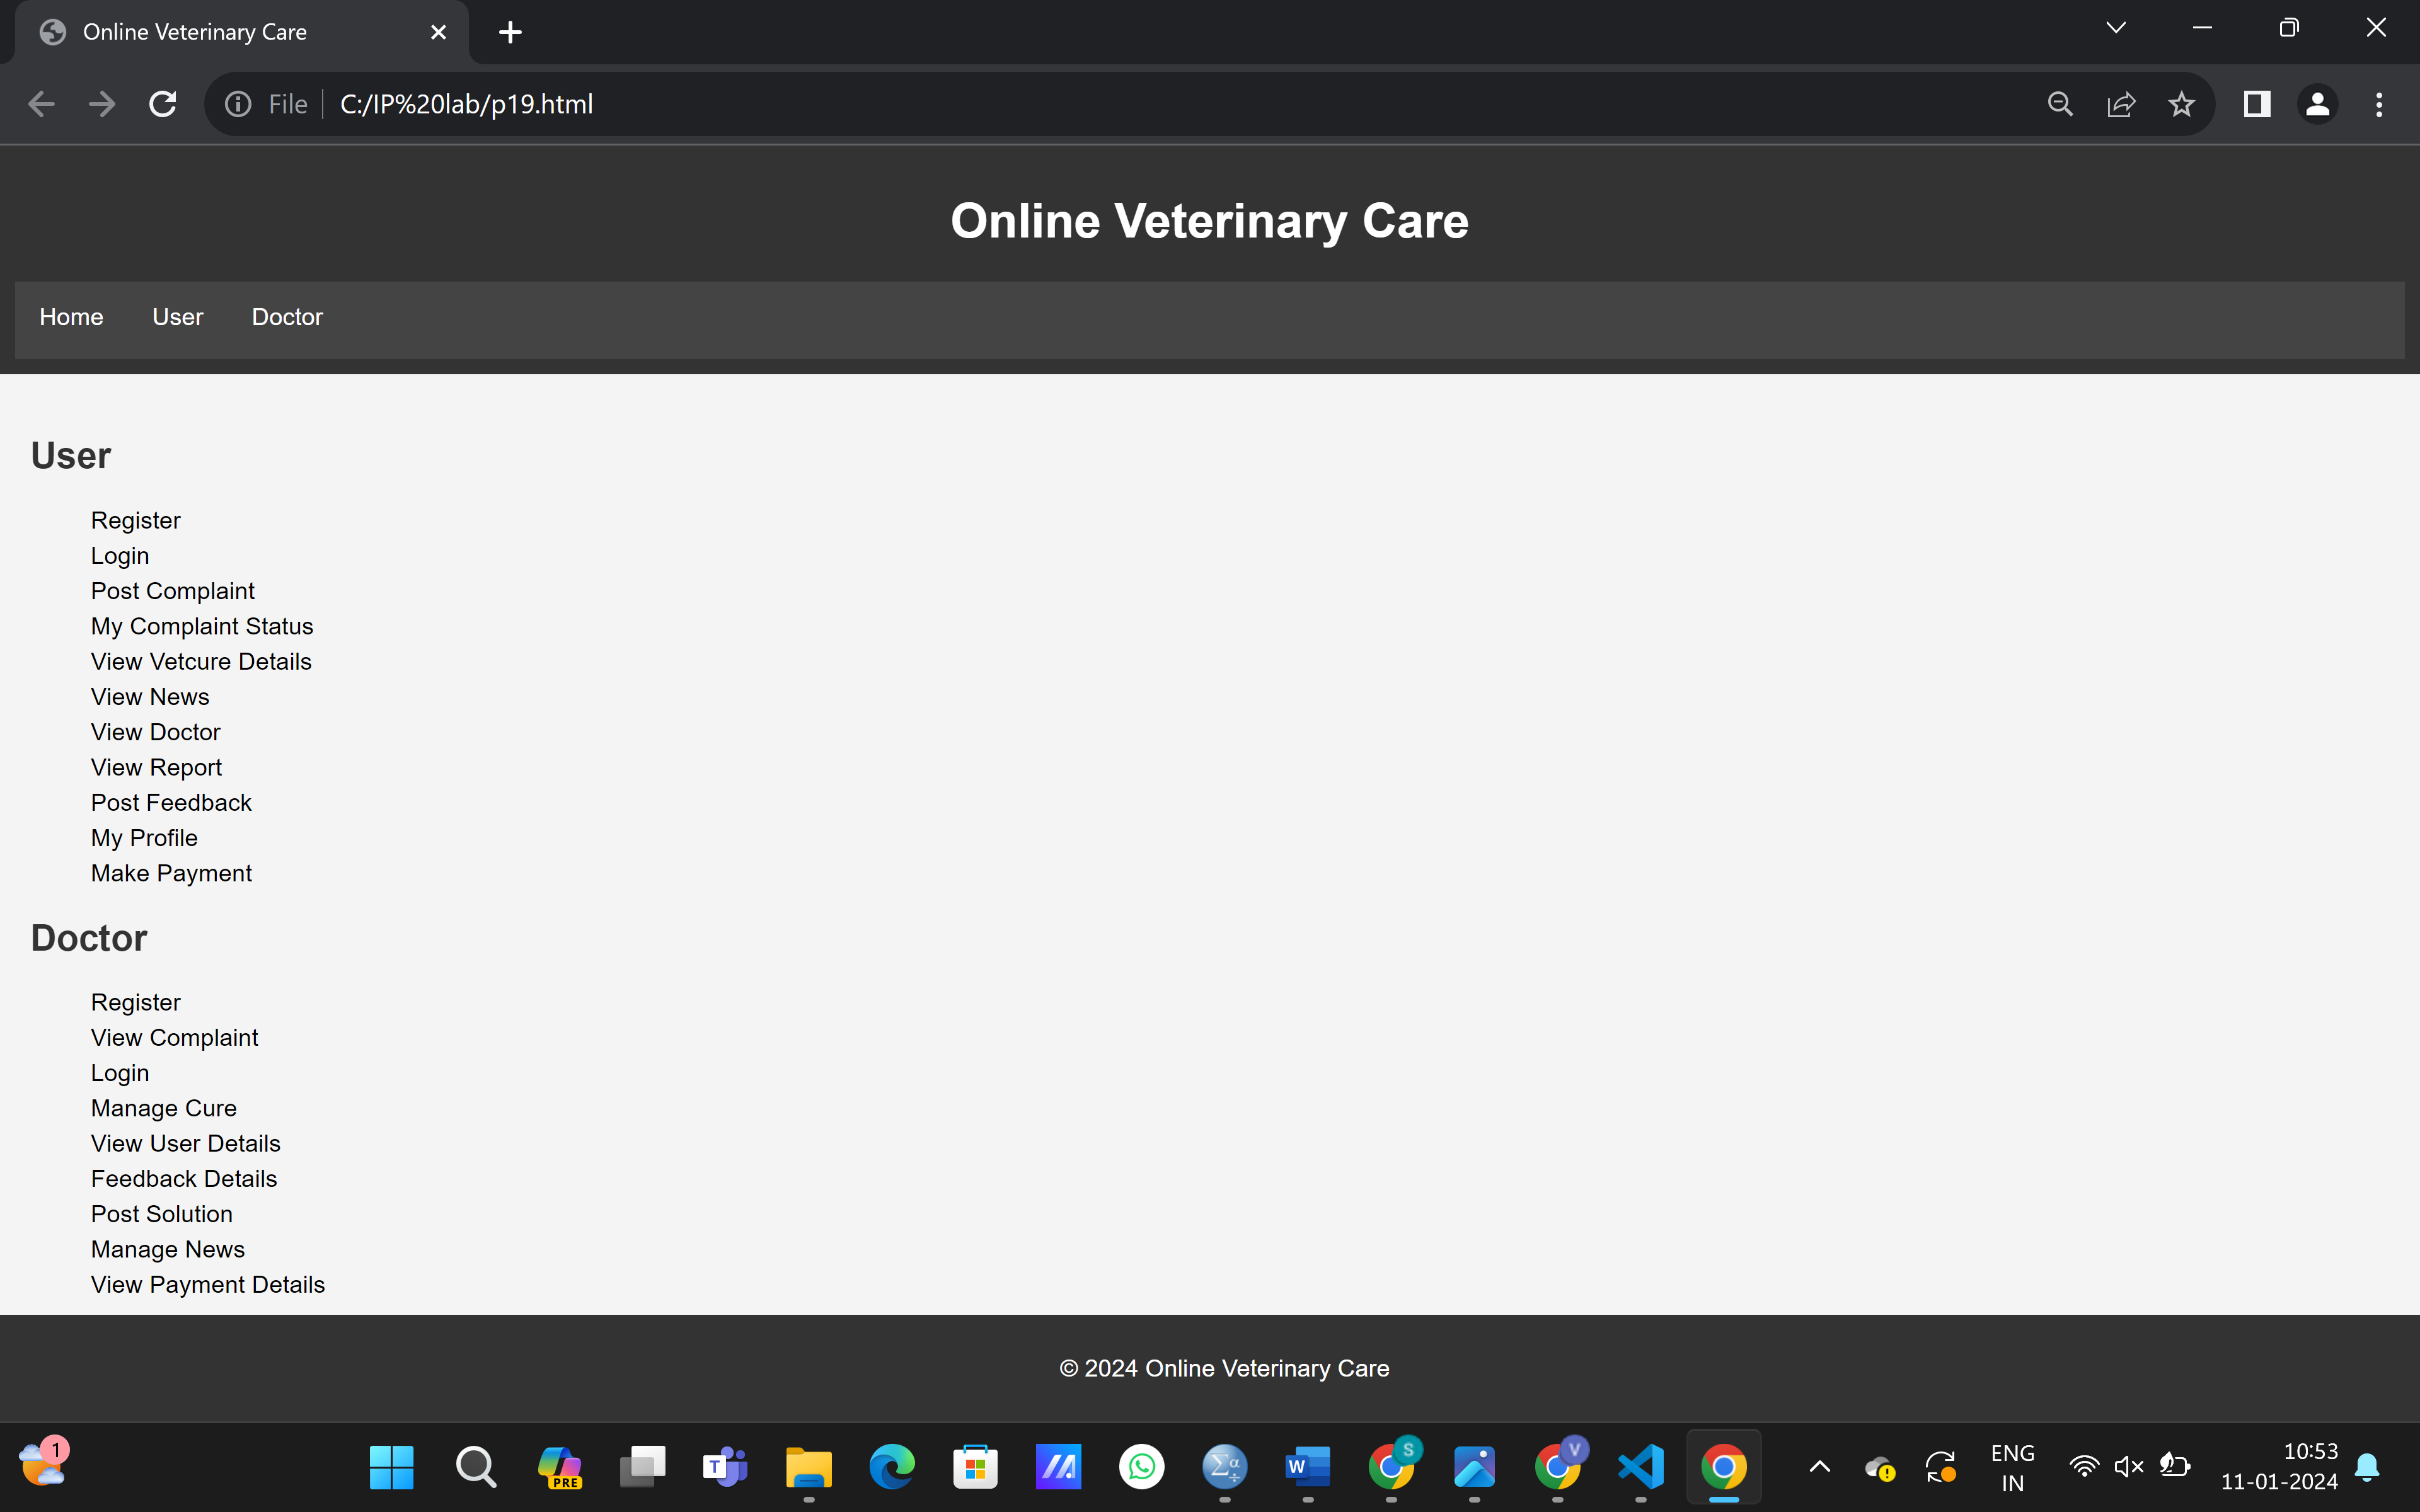 Online Veterinary Care
File C:/IP%20lab/p19.html
Online Veterinary Care
Home User Doctor
User
Register
Login
Post Complaint
My Complaint Status
View Vetcure Details
View News
View Doctor
View Report
Post Feedback
My Profile
Make Payment
Doctor
Register
View Complaint
Login
Manage Cure
View User Details
Feedback Details
Post Solution
Manage News
View Payment Details
© 2024 Online Veterinary Care
1
PRE
T
W
S
V
ENG
IN
10:53
11-01-2024